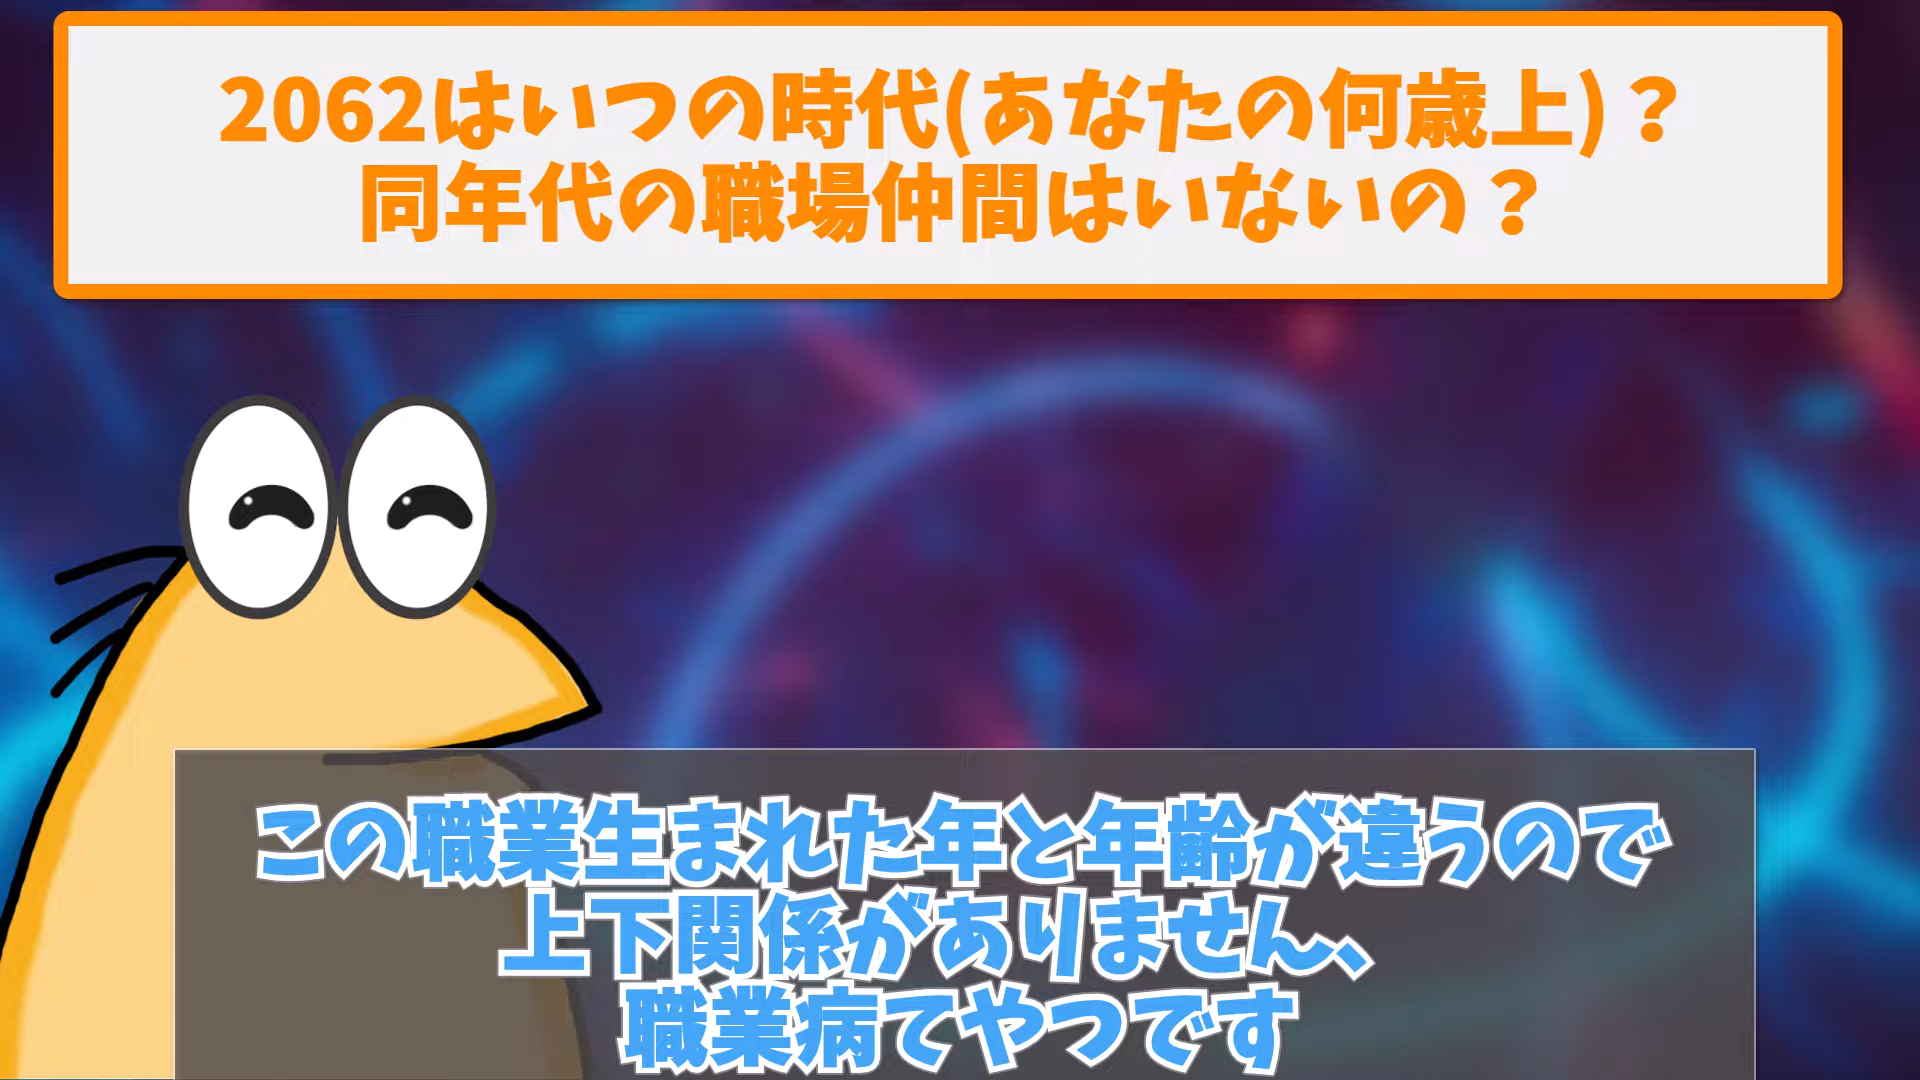 2062はいつの時代(あなたの何歳上)？
同年代の職場仲間はいないの？
この職業生まれた年と年齢が違うので
上下関係がありません、
職業病てやつです